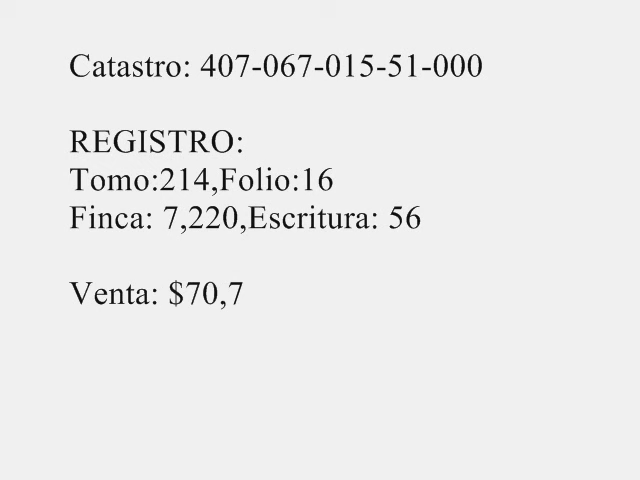 Catastro: 407-067-015-51-000
REGISTRO:
Tomo:214,Folio:16
Finca: 7,220,Escritura: 56
Venta: $70,7